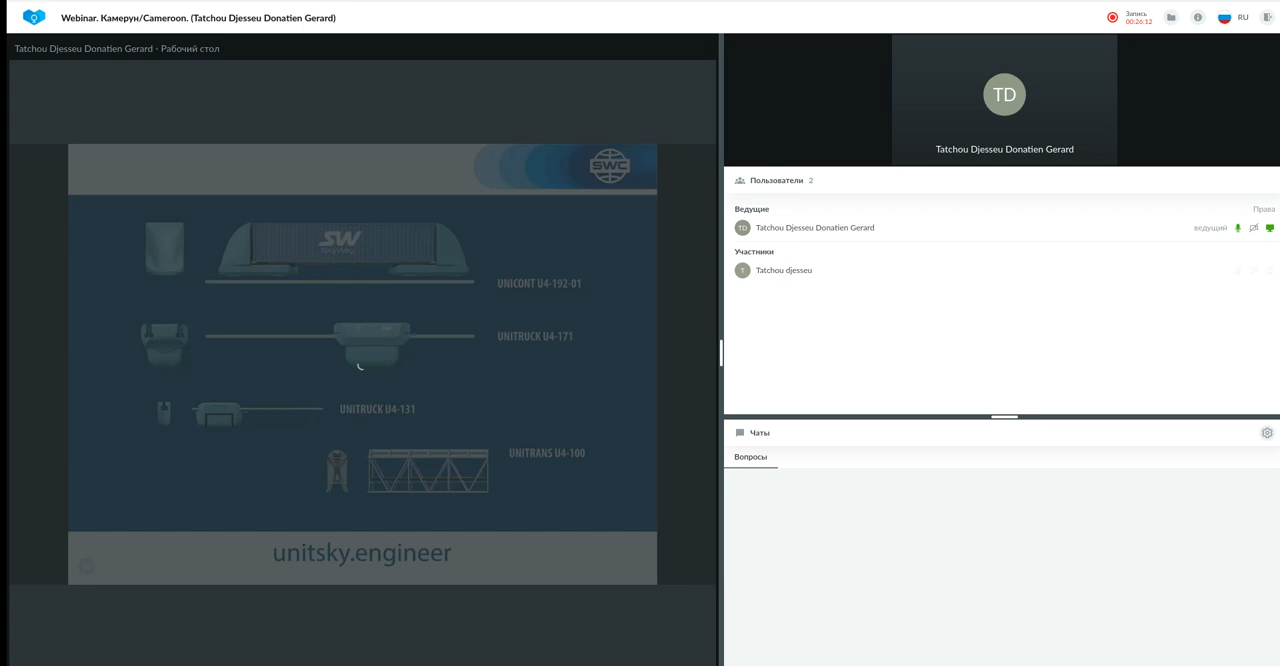 Webinar. Камерун/Cameroon. (Tatchou Djesseu Donatien Gerard)
Запись
00:26:12
RU
Tatchou Djesseu Donatien Gerard - Рабочий стол
SWC
SW
SkyWay
UNICONT U4-192-01
UNITRUCK U4-171
UNITRUCK U4-131
UNITRANS U4-100
unitsky.engineer
TD
Tatchou Djesseu Donatien Gerard
Пользователи 2
Ведущие
Права
TD
Tatchou Djesseu Donatien Gerard
ведущий
Участники
T
Tatchou djesseu
Чаты
Вопросы